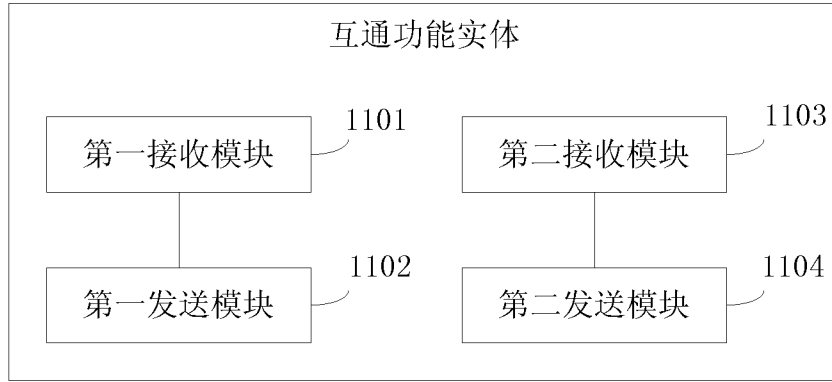 互通功能实体
1101
1103
第一接收模块
第二接收模块
1102
1104
第一发送模块
第二发送模块